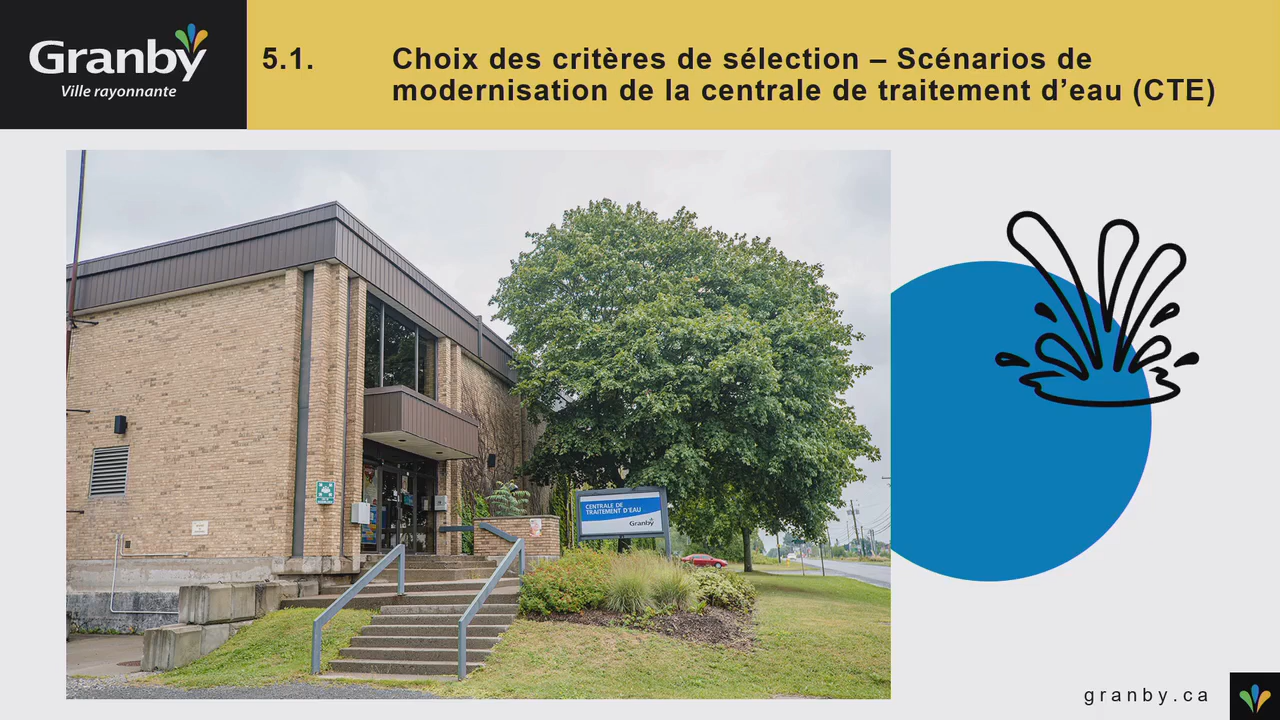 Granby
Ville rayonnante
5.1. Choix des critères de sélection – Scénarios de
modernisation de la centrale de traitement d’eau (CTE)
CENTRALE DE
TRAITEMENT D'EAU
Granby
granby.ca